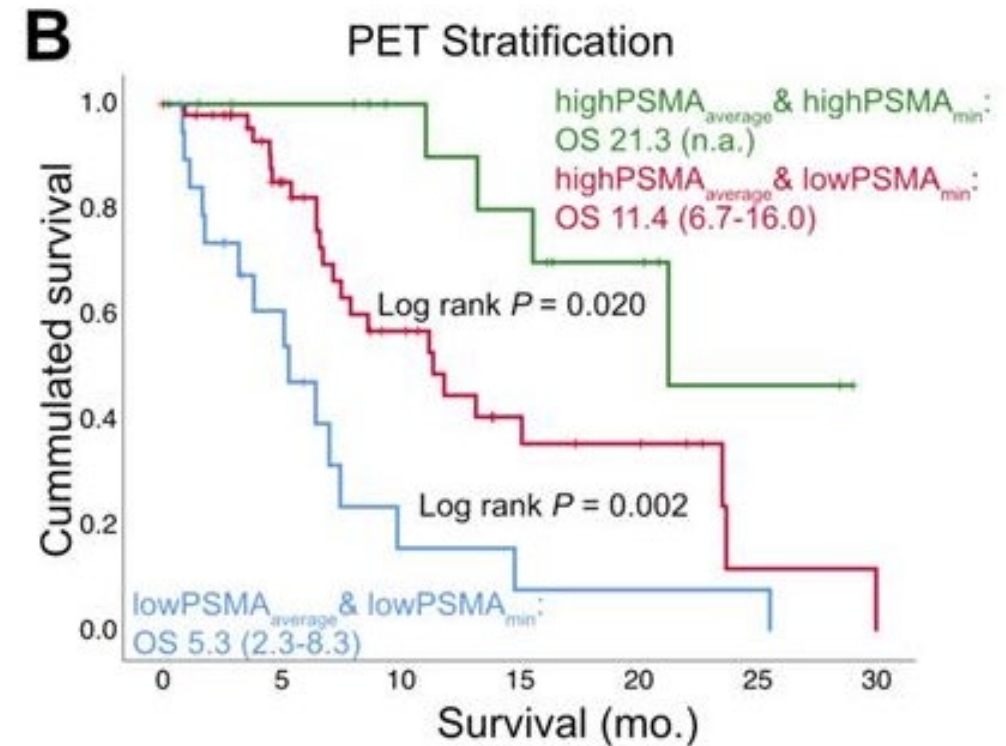 B
PET Stratification
Cummulated survival
1.0
0.8
0.6
0.4
0.2
0.0
highPSMAaverage& highPSMAmin:
OS 21.3 (n.a.)
highPSMAaverage& lowPSMAmin:
OS 11.4 (6.7-16.0)
Log rank P = 0.020
Log rank P = 0.002
lowPSMAaverage& lowPSMAmin:
OS 5.3 (2.3-8.3)
0 5 10 15 20 25 30
Survival (mo.)